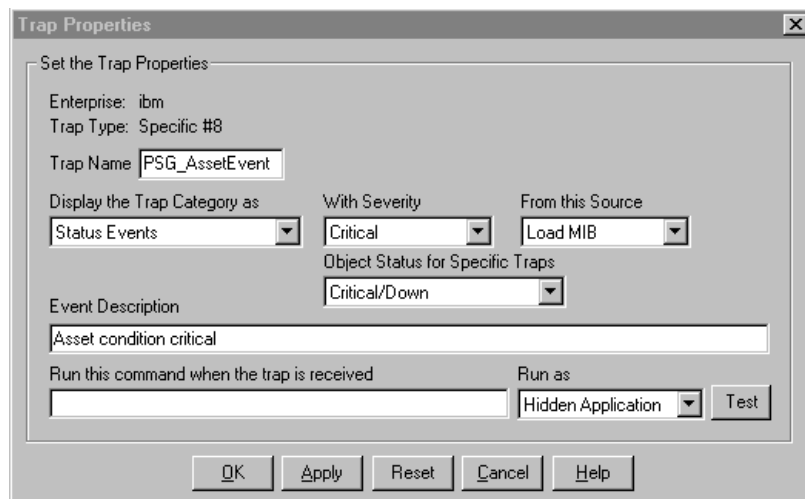 Trap Properties
Set the Trap Properties
Enterprise: ibm
Trap Type: Specific #8
Trap Name PSG_AssetEvent
Display the Trap Category as With Severity From this Source
Status Events Critical Load MIB
Object Status for Specific Traps
Critical/Down
Event Description
Asset condition critical
Run this command when the trap is received Run as
Hidden Application Test
OK Apply Reset Cancel Help